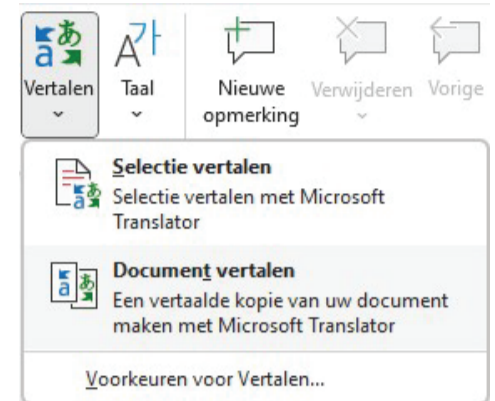 Vertalen
Taal
Nieuwe
opmerking
Verwijderen
Vorige
Selectie vertalen
Selectie vertalen met Microsoft
Translator
Document vertalen
Een vertaalde kopie van uw document
maken met Microsoft Translator
Voorkeuren voor Vertalen...